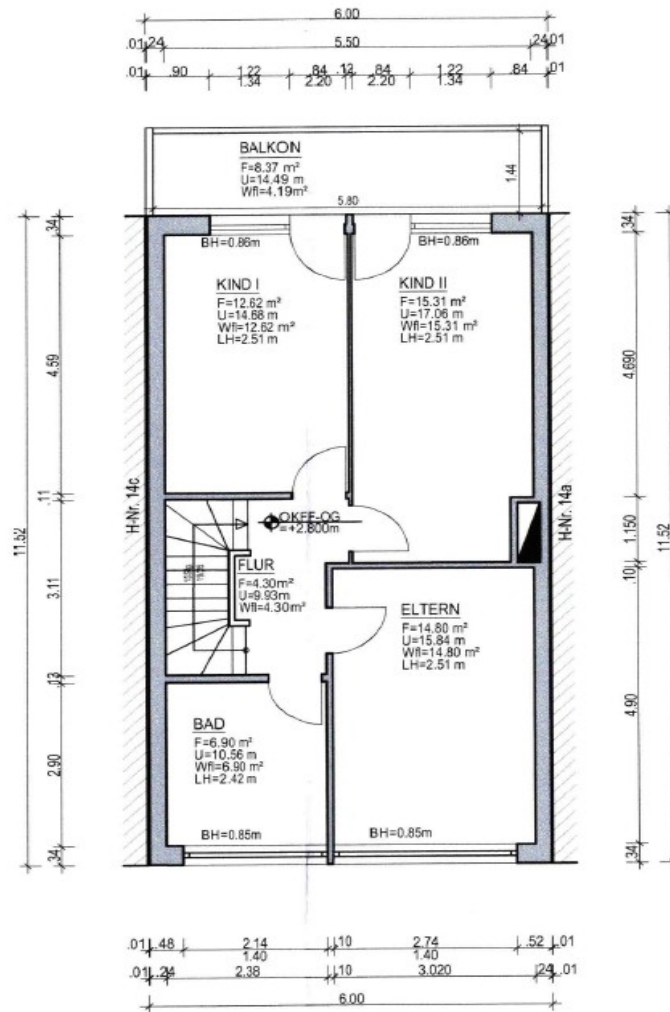 6.00
.01 .24 5.50 .24 .01
.01 .90 1.22 .84 .12 .84 1.22 .84 .01
1.34 2.20 2.20 1.34
BALKON
F=8.37 m²
U=14.49 m
Wfl=4.19m²
1.44
5.80
.34
.34
BH=0.86m
BH=0.86m
KIND I
F=12.62 m²
U=14.68 m
Wfl=12.62 m²
LH=2.51 m
KIND II
F=15.31 m²
U=17.06 m
Wfl=15.31 m²
LH=2.51 m
4.59
4.690
H-Nr. 14c
H-Nr. 14a
.11
OKFF-OG
=+2.800m
11.52
1.150
11.52
3.11
FLUR
F=4.30m²
U=9.93m
Wfl=4.30m²
.10
ELTERN
F=14.80 m²
U=15.84 m
Wfl=14.80 m²
LH=2.51 m
.13
4.90
BAD
F=6.90 m²
U=10.56 m
Wfl=6.90 m²
LH=2.42 m
2.90
BH=0.85m
BH=0.85m
.34
.34
.01 .48 2.14 .10 2.74 .52 .01
1.40 1.40
.01 .24 2.38 .10 3.020 .24 .01
6.00